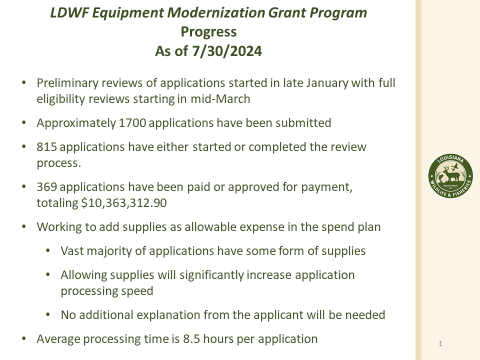 LDWF Equipment Modernization Grant Program
Progress
As of 7/30/2024
• Preliminary reviews of applications started in late January with full
eligibility reviews starting in mid-March
• Approximately 1700 applications have been submitted
• 815 applications have either started or completed the review
process.
• 369 applications have been paid or approved for payment,
totaling $10,363,312.90
• Working to add supplies as allowable expense in the spend plan
• Vast majority of applications have some form of supplies
• Allowing supplies will significantly increase application
processing speed
• No additional explanation from the applicant will be needed
• Average processing time is 8.5 hours per application
LOUISIANA
WILDLIFE & FISHERIES
1